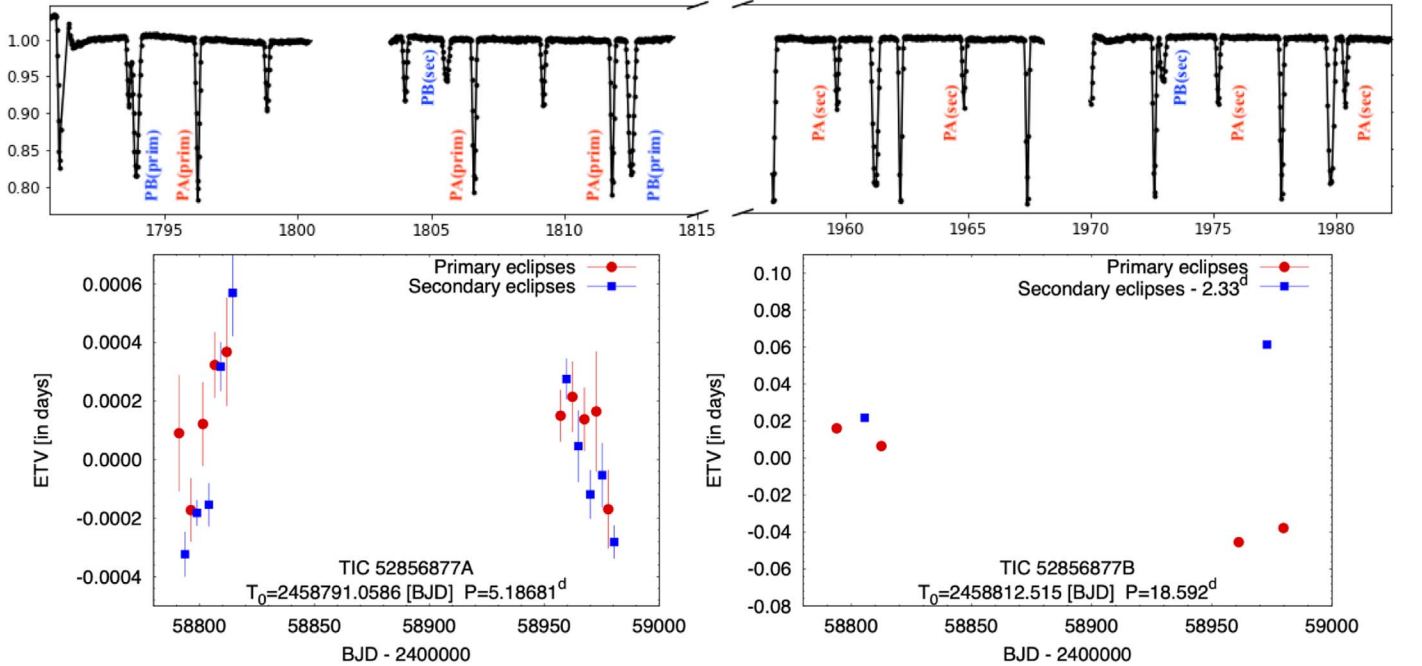 1.00
0.95
0.90
0.85
0.80
PB(prim)
PA(prim)
PB(sec)
PA(prim)
PA(prim)
PB(prim)
1795
1800
1805
1810
1815
PA(sec)
PA(sec)
PB(sec)
PA(sec)
PA(sec)
1960
1965
1970
1975
1980
Primary eclipses
Secondary eclipses
0.0006
0.0004
0.0002
0.0000
-0.0002
-0.0004
ETV [in days]
TIC 52856877A
T0=2458791.0586 [BJD] P=5.18681d
58800
58850
58900
58950
59000
BJD - 2400000
Primary eclipses
Secondary eclipses - 2.33d
0.10
0.08
0.06
0.04
0.02
0.00
-0.02
-0.04
-0.06
-0.08
ETV [in days]
TIC 52856877B
T0=2458812.515 [BJD] P=18.592d
58800
58850
58900
58950
59000
BJD - 2400000